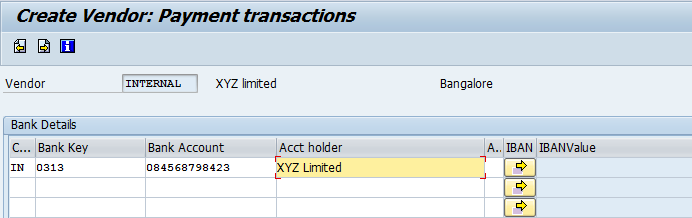 Create Vendor: Payment transactions
Vendor INTERNAL XYZ limited Bangalore
Bank Details
C... Bank Key Bank Account Acct holder A.. IBAN IBANValue
IN 0313 084568798423 XYZ Limited